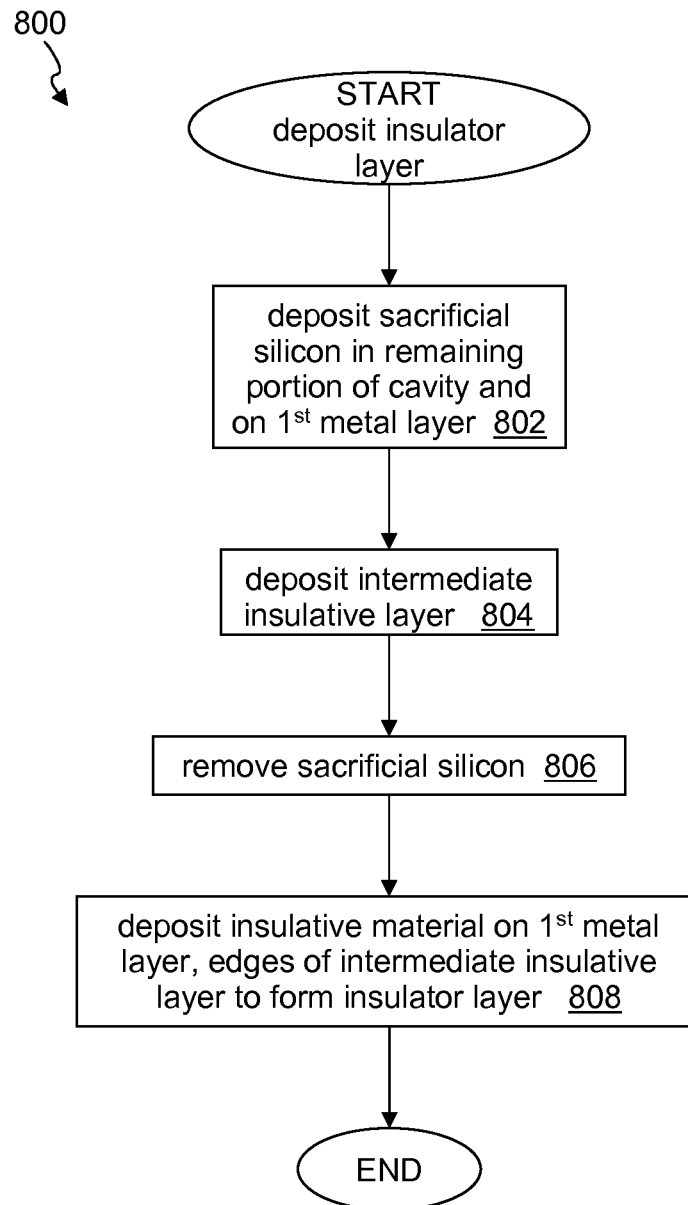 800
START
deposit insulator
layer
deposit sacrificial
silicon in remaining
portion of cavity and
on 1st metal layer 802
deposit intermediate
insulative layer 804
remove sacrificial silicon 806
deposit insulative material on 1st metal
layer, edges of intermediate insulative
layer to form insulator layer 808
END